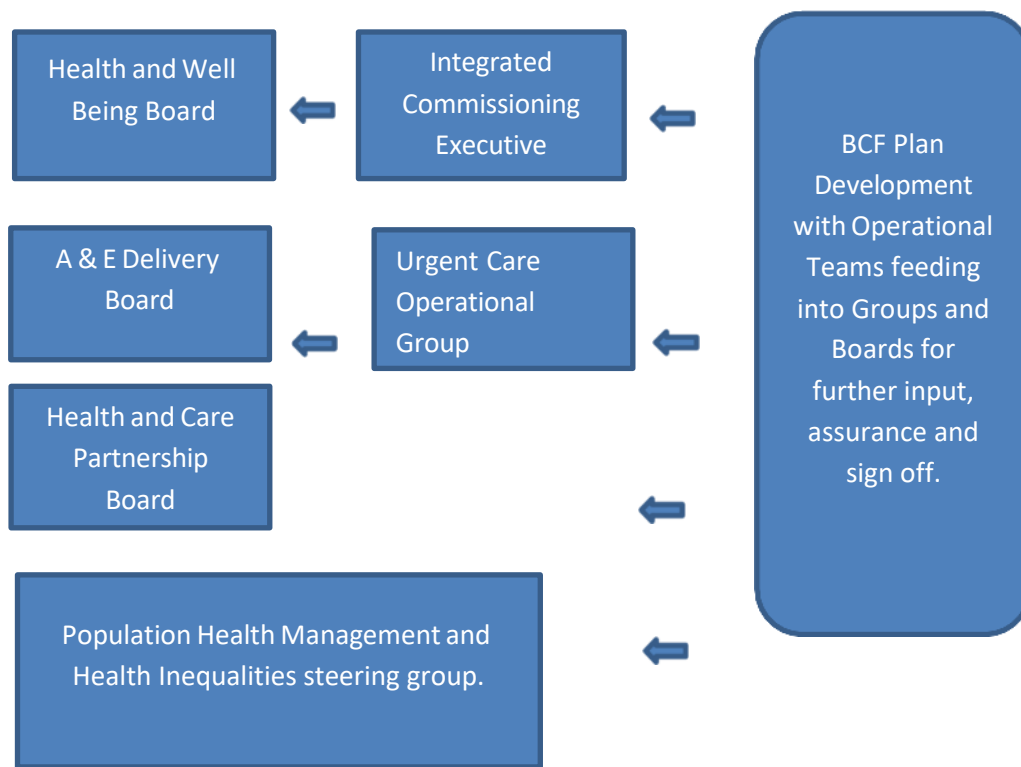 Health and Well
Being Board
Integrated
Commissioning
Executive
A & E Delivery
Board
Urgent Care
Operational
Group
Health and Care
Partnership
Board
Population Health Management and
Health Inequalities steering group.
BCF Plan
Development
with Operational
Teams feeding
into Groups and
Boards for
further input,
assurance and
sign off.